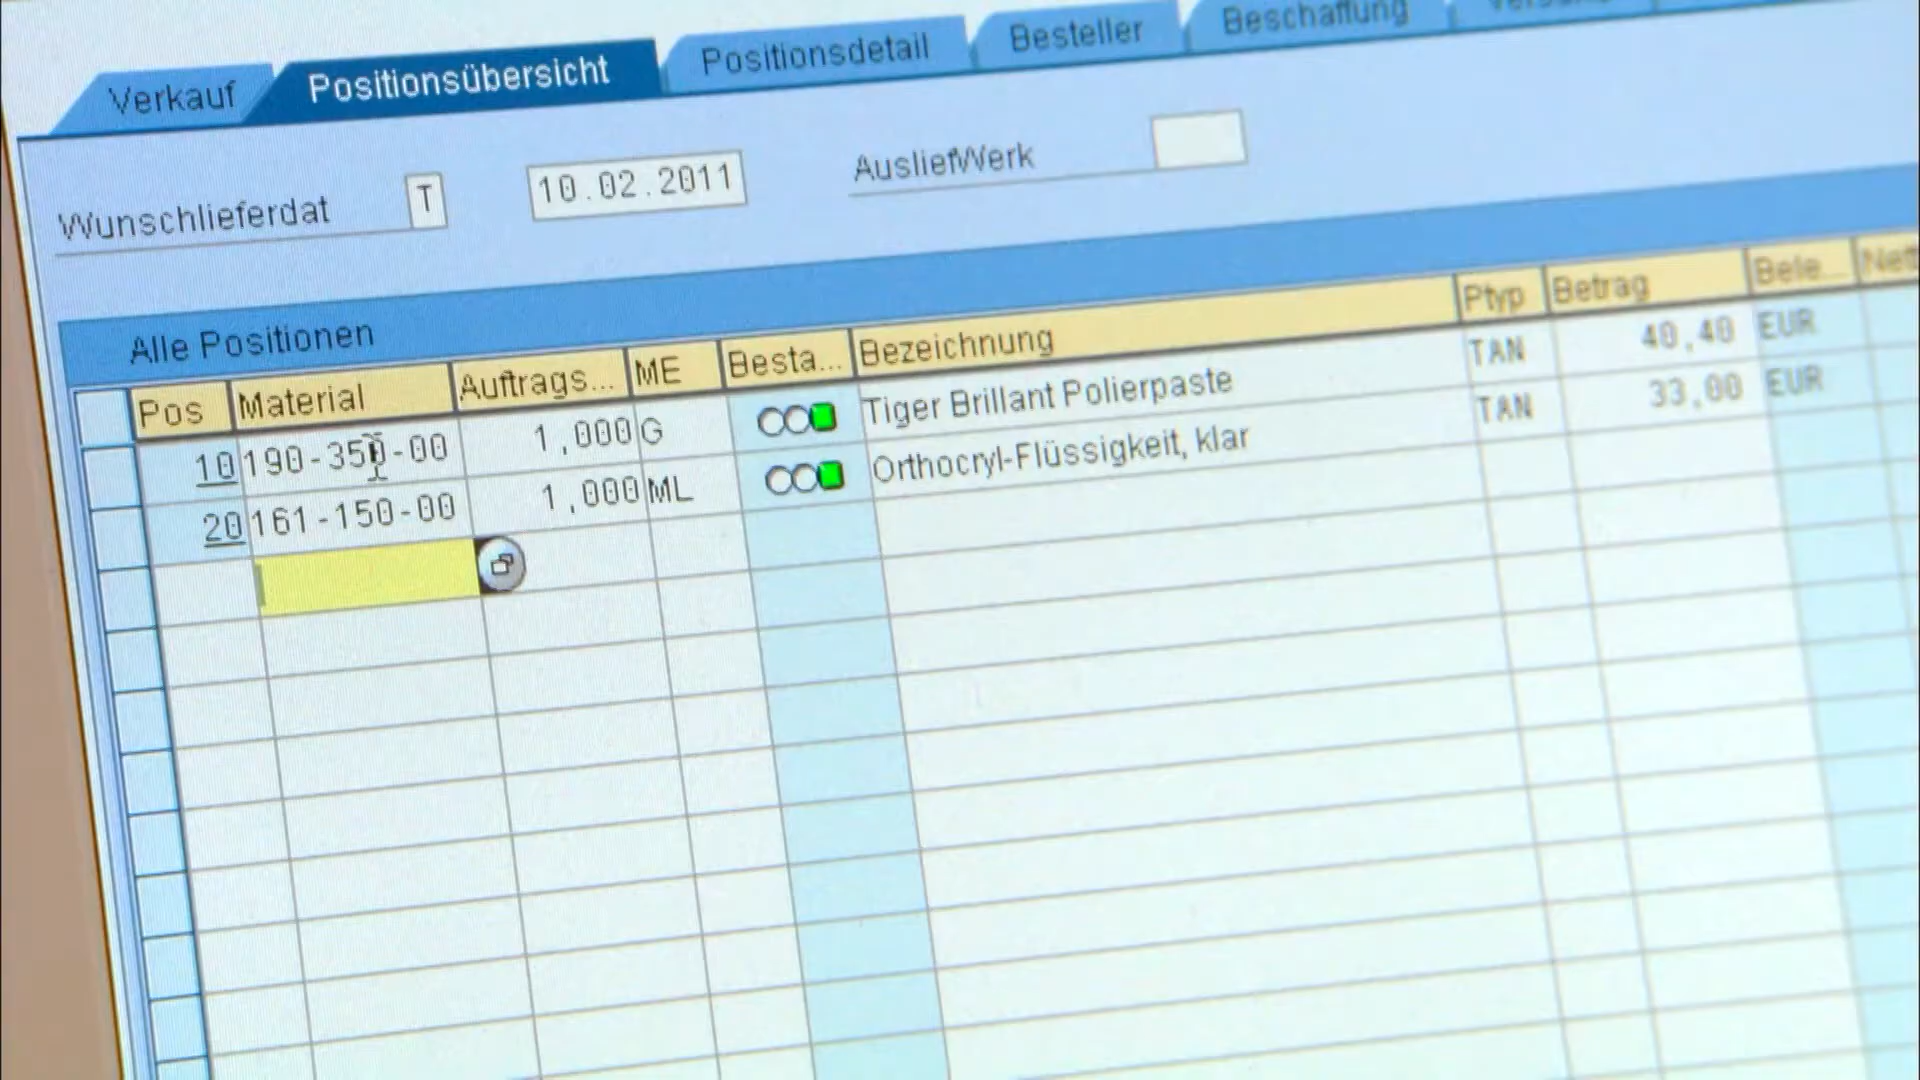 Verkauf Positionsübersicht Positionsdetail Besteller Beschaffung
Wunschlieferdat T 10.02.2011 AusliefWerk
Alle Positionen
Pos Material Auftrags... ME Besta... Bezeichnung Ptyp Betrag Bele... Nett
10 190-350-00 1,000 G Tiger Brillant Polierpaste TAN 40,40 EUR
20 161-150-00 1,000 ML Orthocryl-Flüssigkeit, klar TAN 33,00 EUR